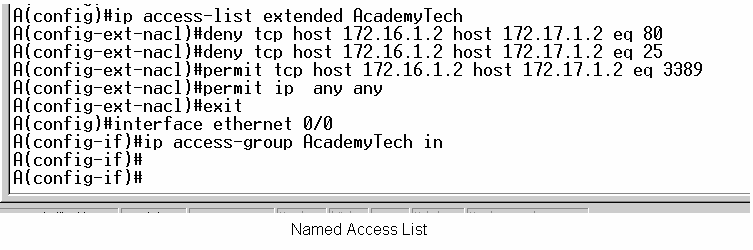 A(config)#ip access-list extended AcademyTech
A(config-ext-nacl)#deny tcp host 172.16.1.2 host 172.17.1.2 eq 80
A(config-ext-nacl)#deny tcp host 172.16.1.2 host 172.17.1.2 eq 25
A(config-ext-nacl)#permit tcp host 172.16.1.2 host 172.17.1.2 eq 3389
A(config-ext-nacl)#permit ip  any any
A(config-ext-nacl)#exit
A(config)#interface ethernet 0/0
A(config-if)#ip access-group AcademyTech in
A(config-if)#
A(config-if)#
Named Access List